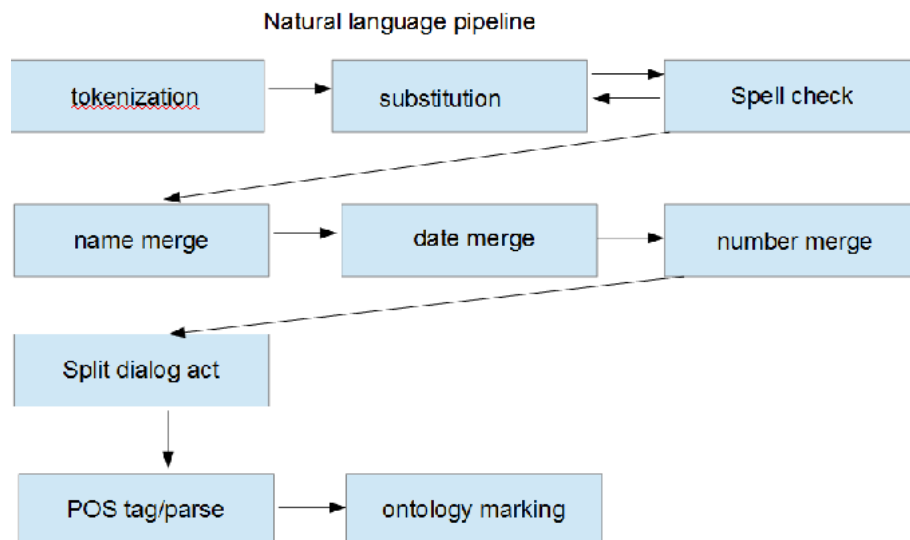 Natural language pipeline
tokenization
substitution
Spell check
name merge
date merge
number merge
Split dialog act
POS tag/parse
ontology marking